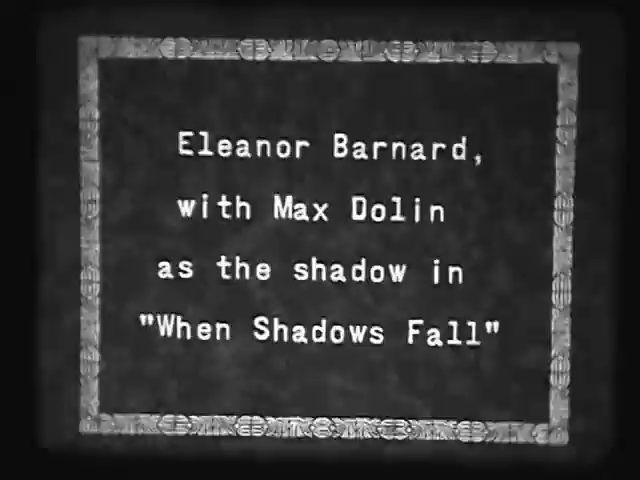 Eleanor Barnard,
with Max Dolin
as the shadow in
"When Shadows Fall"